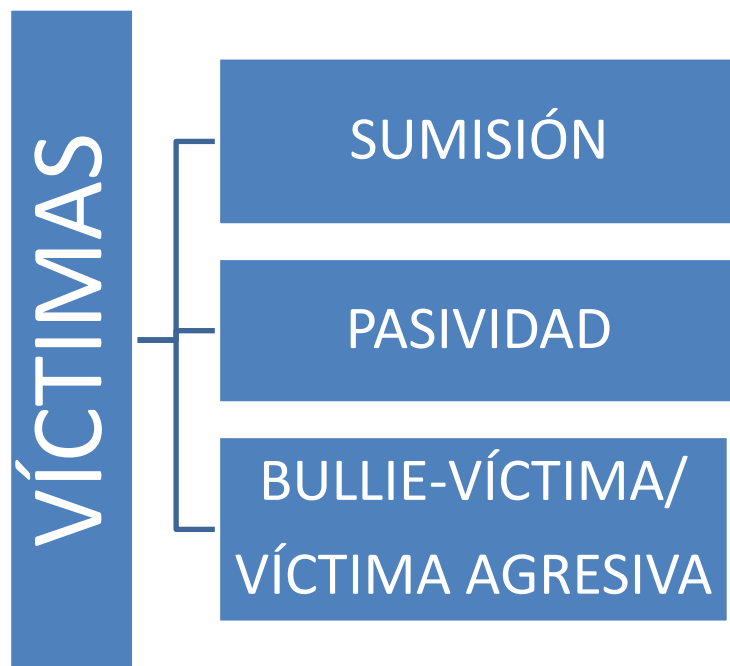 VÍCTIMAS
SUMISIÓN
PASIVIDAD
BULLIE-VÍCTIMA/
VÍCTIMA AGRESIVA